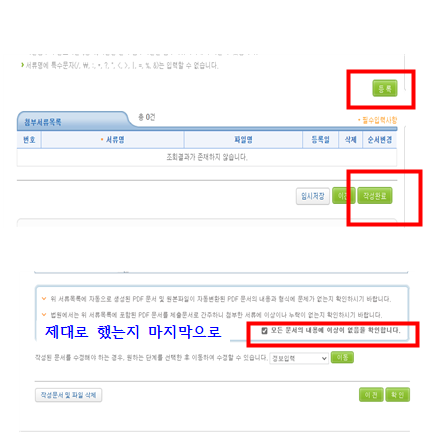 > 서류명에 특수문자(/, ₩, :, *, ?, ", <, >, |, =, %, &)는 입력할 수 없습니다.
등록
첨부서류목록
총 0건
* 필수입력사항
번호 * 서류명 파일명 등록일 삭제 순서변경
조회결과가 존재하지 않습니다.
임시저장 이전 작성완료
위 서류목록에 자동으로 생성된 PDF 문서 및 원본파일이 자동변환된 PDF 문서의 내용과 형식에 문제가 없는지 확인하시기 바랍니다.
법원에서는 위 서류목록에 포함된 PDF 문서를 제출문서로 간주하니 첨부한 서류에 이상이나 누락이 없는지 확인하시기 바랍니다.
제대로 했는지 마지막으로
모든 문서의 내용에 이상이 없음을 확인합니다.
작성된 문서를 수정해야 하는 경우, 원하는 단계를 선택한 후 이동하여 수정할 수 있습니다. 정보입력 이동
작성문서 및 파일 삭제 이전 확인